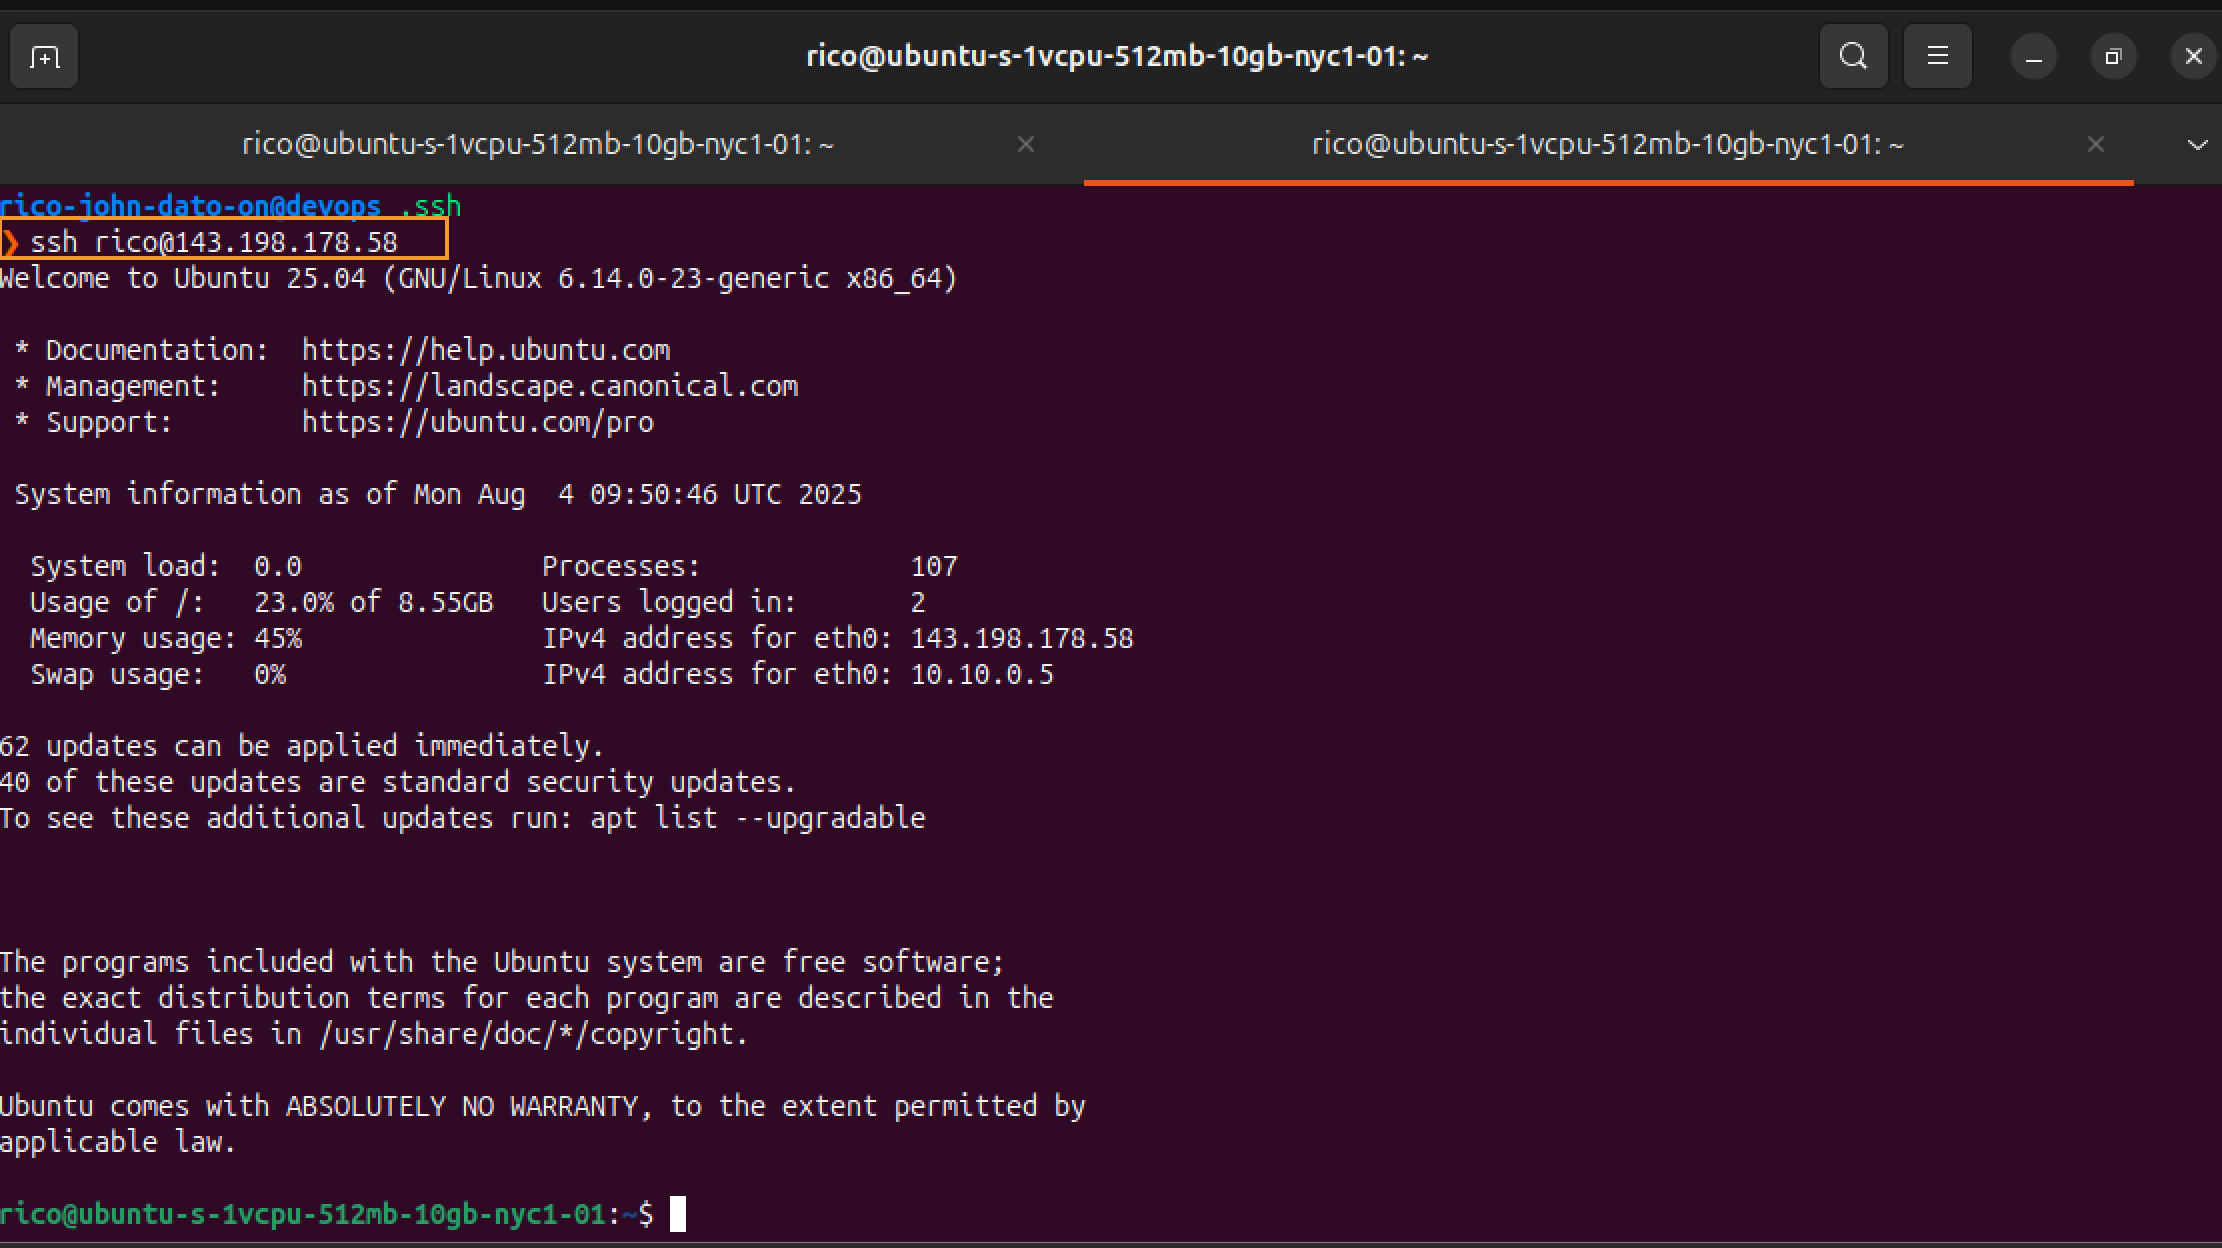 rico@ubuntu-s-1vcpu-512mb-10gb-nyc1-01: ~
rico@ubuntu-s-1vcpu-512mb-10gb-nyc1-01: ~
rico@ubuntu-s-1vcpu-512mb-10gb-nyc1-01: ~
rico-john-dato-on@devops .ssh
❯ ssh rico@143.198.178.58
Welcome to Ubuntu 25.04 (GNU/Linux 6.14.0-23-generic x86_64)
* Documentation:  https://help.ubuntu.com
* Management:     https://landscape.canonical.com
* Support:        https://ubuntu.com/pro
System information as of Mon Aug  4 09:50:46 UTC 2025
System load:  0.0               Processes:             107
Usage of /:   23.0% of 8.55GB   Users logged in:       2
Memory usage: 45%               IPv4 address for eth0: 143.198.178.58
Swap usage:   0%                IPv4 address for eth0: 10.10.0.5
62 updates can be applied immediately.
40 of these updates are standard security updates.
To see these additional updates run: apt list --upgradable
The programs included with the Ubuntu system are free software;
the exact distribution terms for each program are described in the
individual files in /usr/share/doc/*/copyright.
Ubuntu comes with ABSOLUTELY NO WARRANTY, to the extent permitted by
applicable law.
rico@ubuntu-s-1vcpu-512mb-10gb-nyc1-01:~$